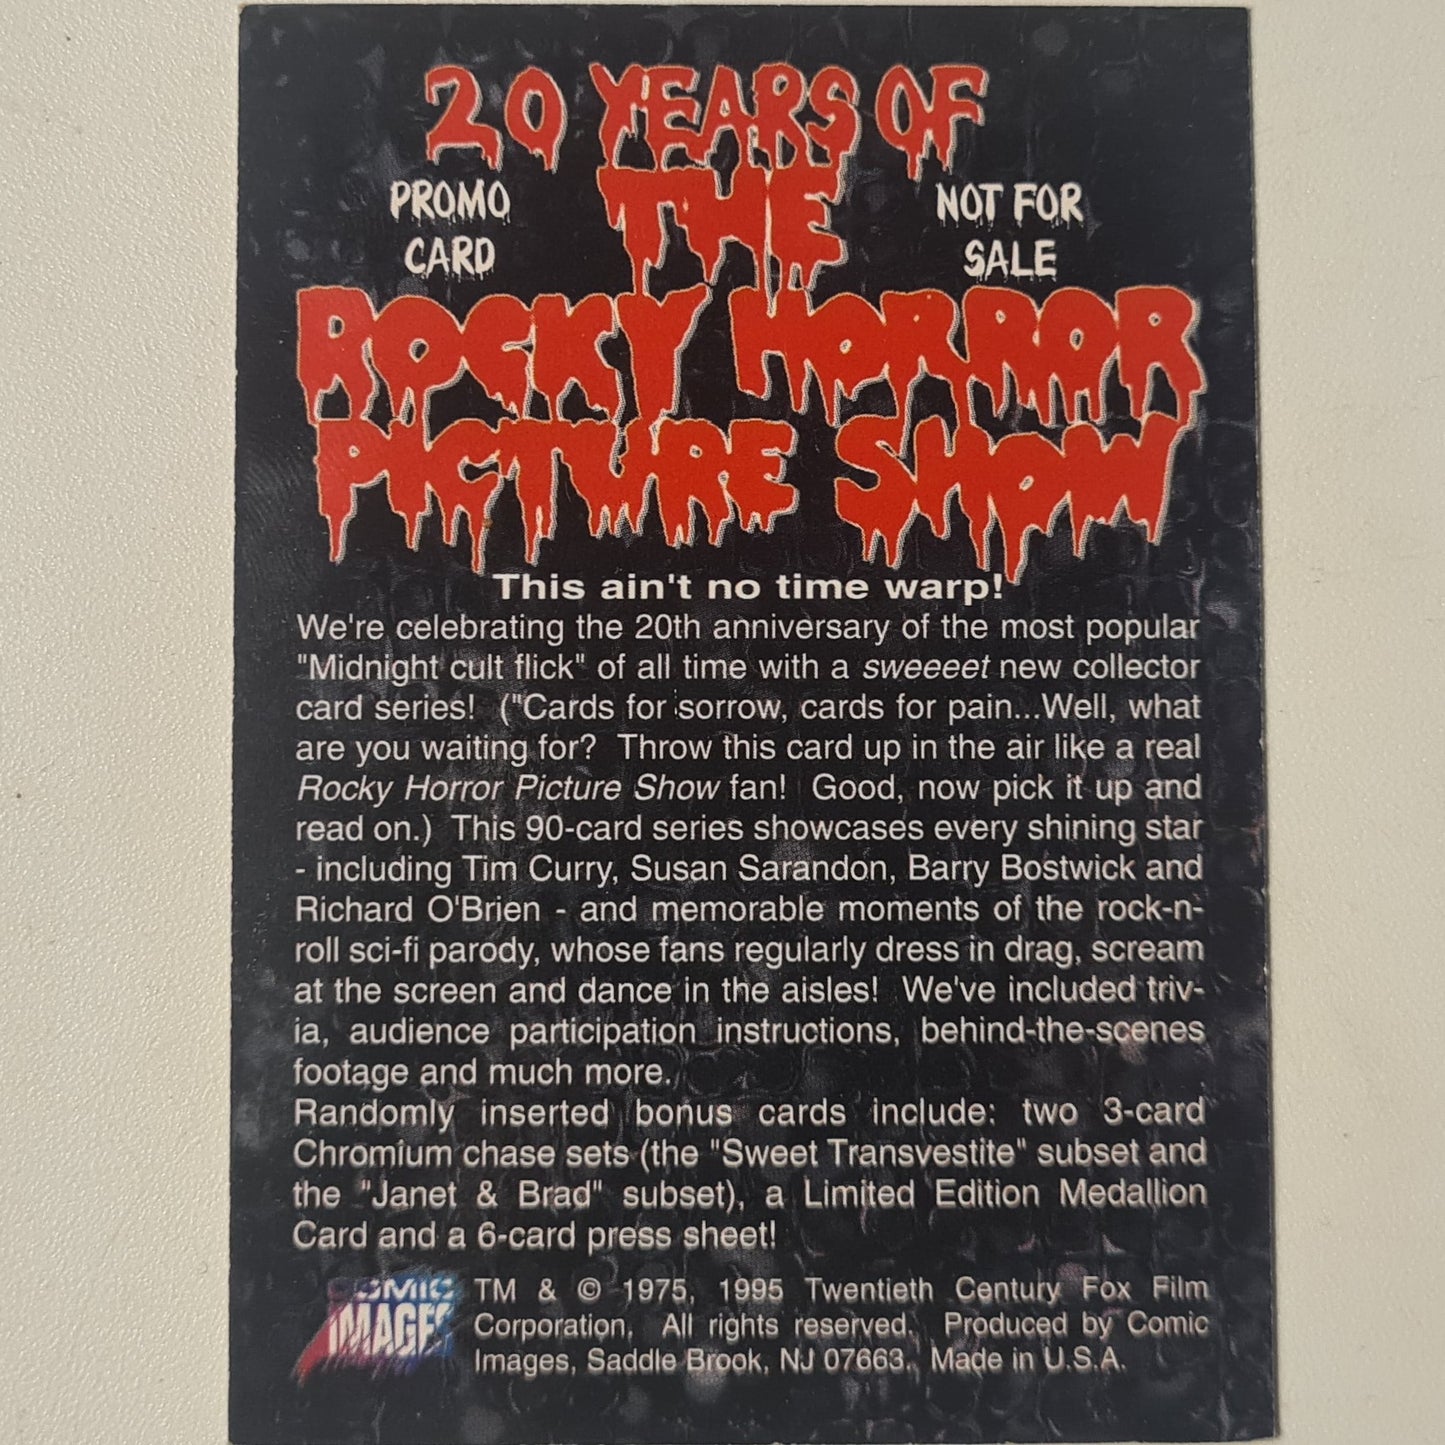 20 YEARS OF
PROMO CARD
THE
NOT FOR SALE
ROCKY HORROR
PICTURE SHOW
This ain't no time warp!
We're celebrating the 20th anniversary of the most popular
"Midnight cult flick" of all time with a sweeeet new collector
card series! ("Cards for sorrow, cards for pain...Well, what
are you waiting for? Throw this card up in the air like a real
Rocky Horror Picture Show fan! Good, now pick it up and
read on.) This 90-card series showcases every shining star
- including Tim Curry, Susan Sarandon, Barry Bostwick and
Richard O'Brien - and memorable moments of the rock-n-
roll sci-fi parody, whose fans regularly dress in drag, scream
at the screen and dance in the aisles! We've included triv-
ia, audience participation instructions, behind-the-scenes
footage and much more.
Randomly inserted bonus cards include: two 3-card
Chromium chase sets (the "Sweet Transvestite" subset and
the "Janet & Brad" subset), a Limited Edition Medallion
Card and a 6-card press sheet!
COMIC
IMAGES
TM & © 1975, 1995 Twentieth Century Fox Film
Corporation. All rights reserved. Produced by Comic
Images, Saddle Brook, NJ 07663. Made in U.S.A.